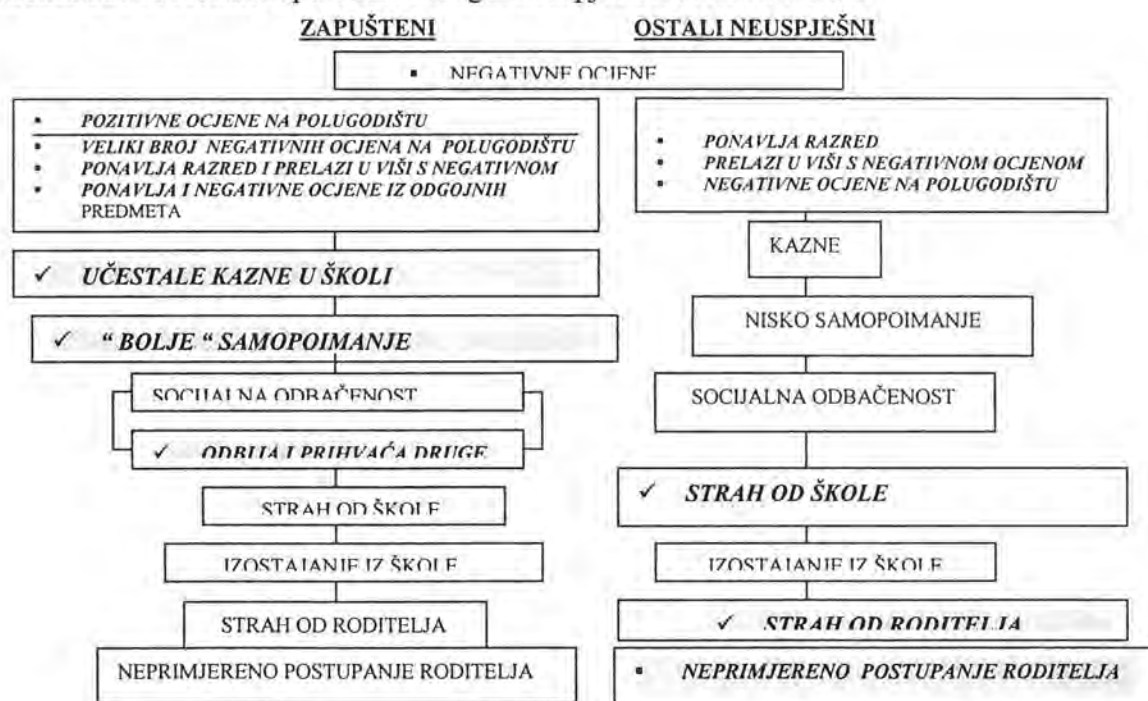 ZAPUŠTENI
OSTALI NEUSPJEŠNI
▪ NEGATIVNE OCJENE
▪ POZITIVNE OCJENE NA POLUGODIŠTU
▪ VELIKI BROJ NEGATIVNIH OCJENA NA POLUGODIŠTU
▪ PONAVLJA RAZRED I PRELAZI U VIŠI S NEGATIVNOM
▪ PONAVLJA I NEGATIVNE OCJENE IZ ODGOJNIH
PREDMETA
✓ UČESTALE KAZNE U ŠKOLI
✓ “ BOLJE “ SAMOPOIMANJE
SOCIJALNA ODBAČENOST
✓ ODBIJA I PRIHVAĆA DRUGE
STRAH OD ŠKOLE
IZOSTAJANJE IZ ŠKOLE
STRAH OD RODITELJA
NEPRIMJERENO POSTUPANJE RODITELJA
▪ PONAVLJA RAZRED
▪ PRELAZI U VIŠI S NEGATIVNOM OCJENOM
▪ NEGATIVNE OCJENE NA POLUGODIŠTU
KAZNE
NISKO SAMOPOIMANJE
SOCIJALNA ODBAČENOST
✓ STRAH OD ŠKOLE
IZOSTAJANJE IZ ŠKOLE
✓ STRAH OD RODITELJA
▪ NEPRIMJERENO POSTUPANJE RODITELJA